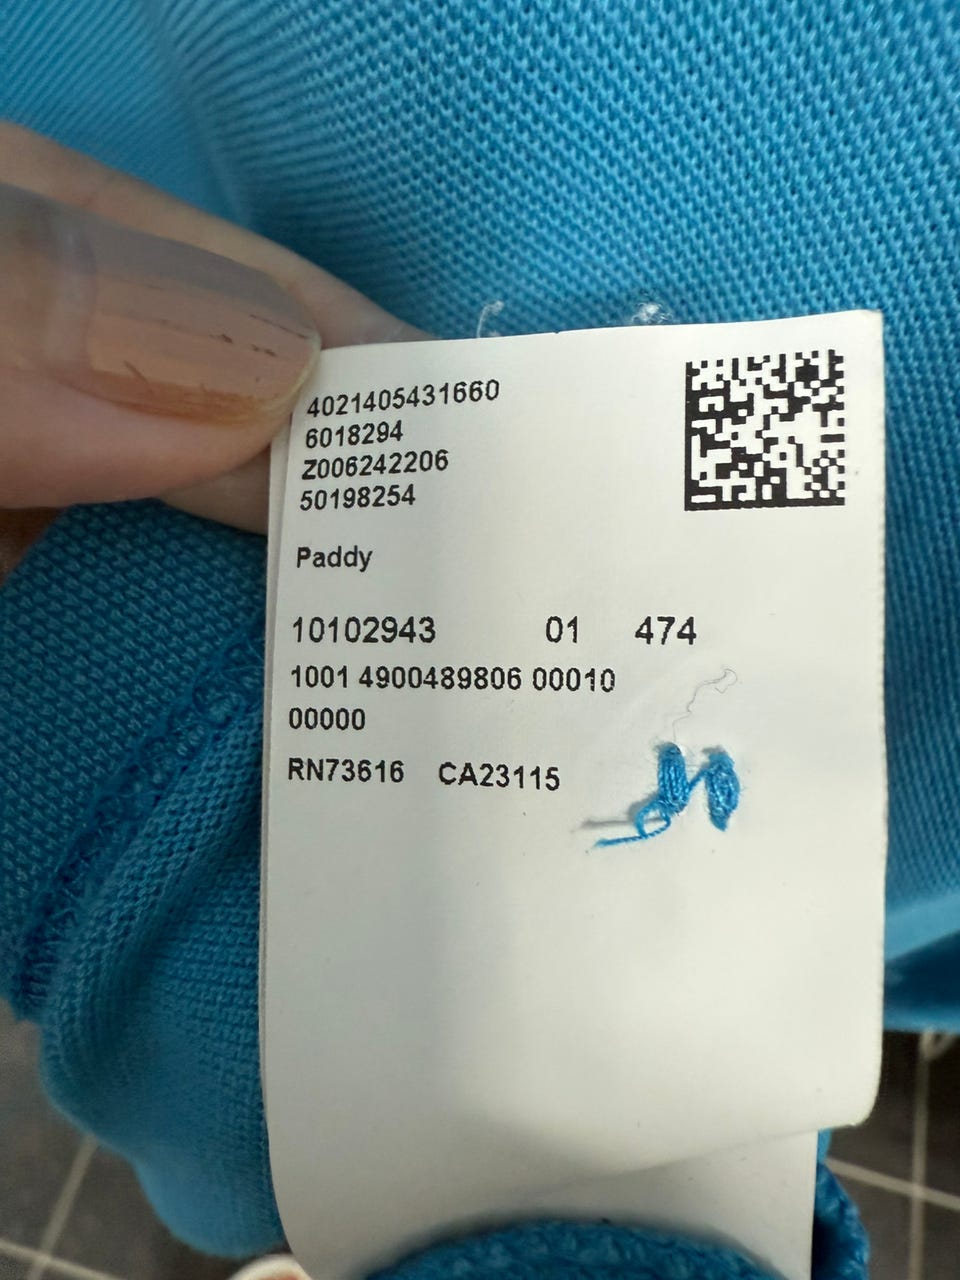 4021405431660
6018294
Z006242206
50198254
Paddy
10102943 01 474
1001 4900489806 00010
00000
RN73616 CA23115